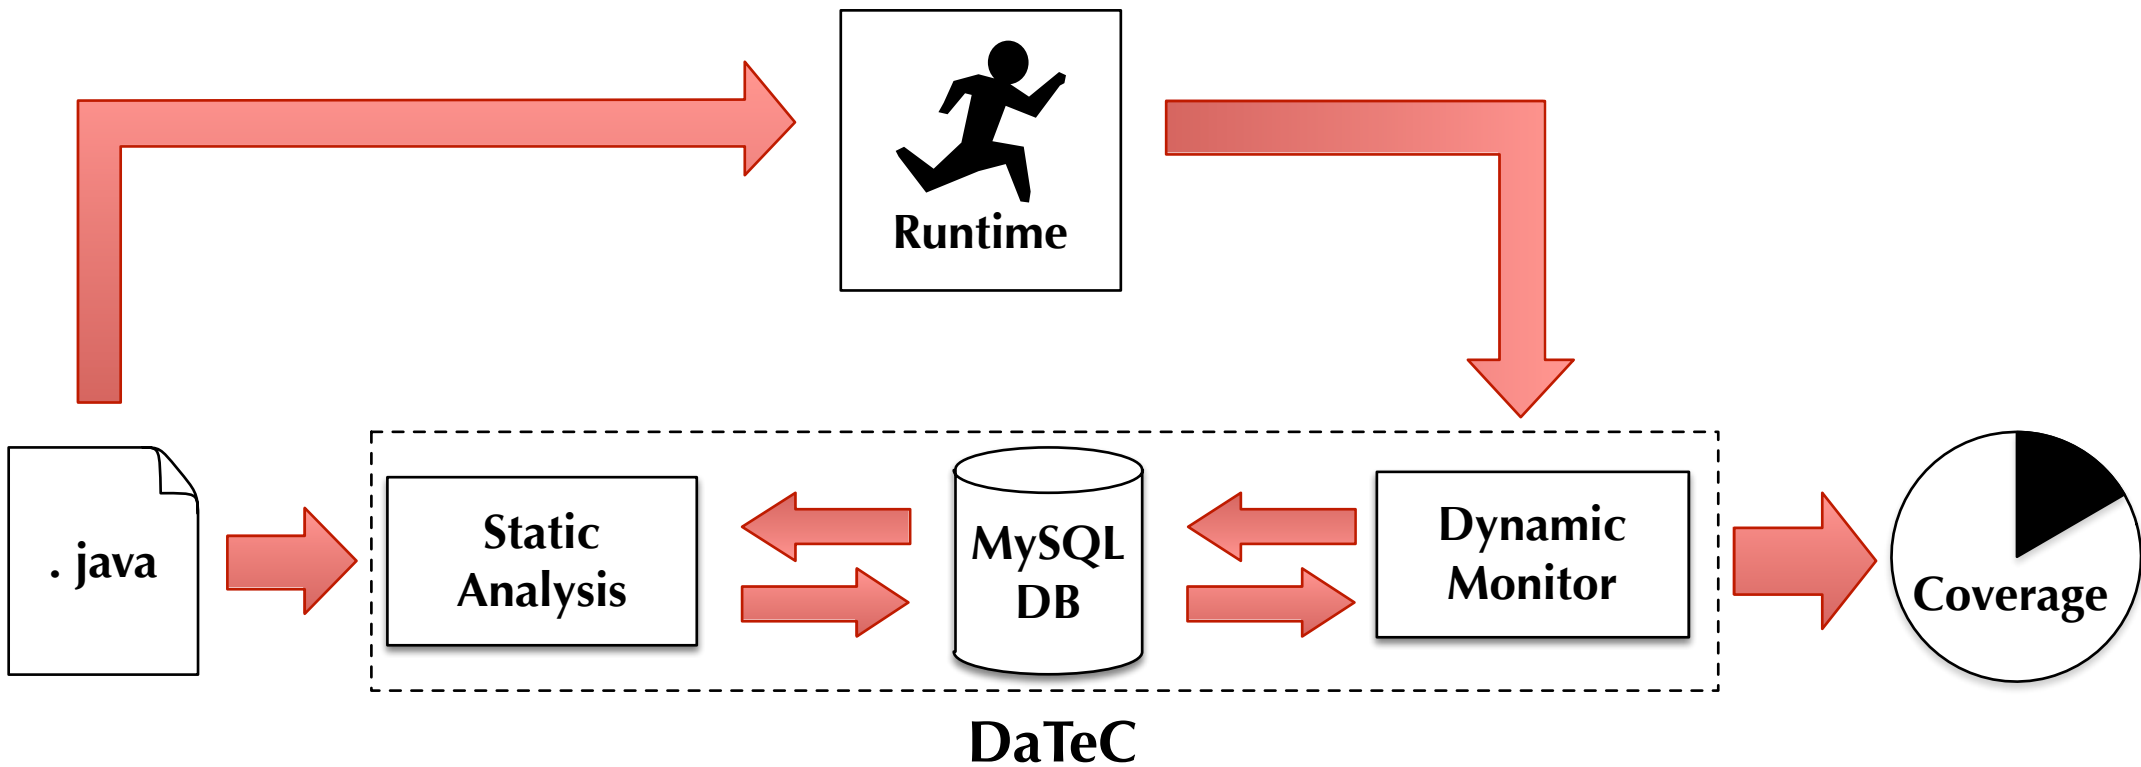 Runtime
. java
Static
Analysis
MySQL
DB
Dynamic
Monitor
Coverage
DaTeC